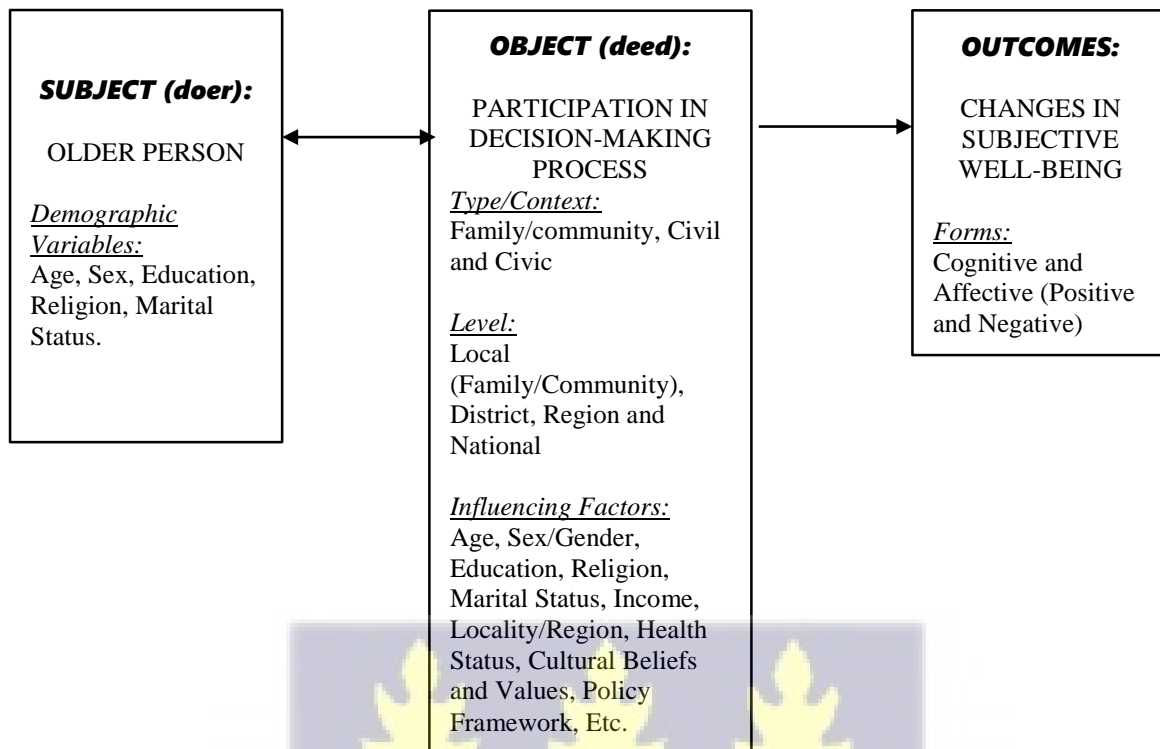 SUBJECT (doer):
OLDER PERSON
Demographic
Variables:
Age, Sex, Education,
Religion, Marital
Status.
OBJECT (deed):
PARTICIPATION IN
DECISION-MAKING
PROCESS
Type/Context:
Family/community, Civil
and Civic
Level:
Local
(Family/Community),
District, Region and
National
Influencing Factors:
Age, Sex/Gender,
Education, Religion,
Marital Status, Income,
Locality/Region, Health
Status, Cultural Beliefs
and Values, Policy
Framework, Etc.
OUTCOMES:
CHANGES IN
SUBJECTIVE
WELL-BEING
Forms:
Cognitive and
Affective (Positive
and Negative)